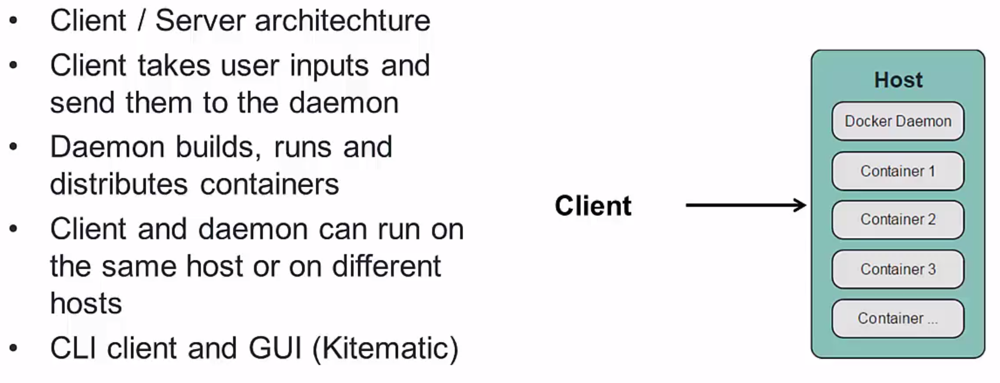 • Client / Server architechture
• Client takes user inputs and
send them to the daemon
• Daemon builds, runs and
distributes containers
• Client and daemon can run on
the same host or on different
hosts
• CLI client and GUI (Kitematic)
Client
Host
Docker Daemon
Container 1
Container 2
Container 3
Container ...